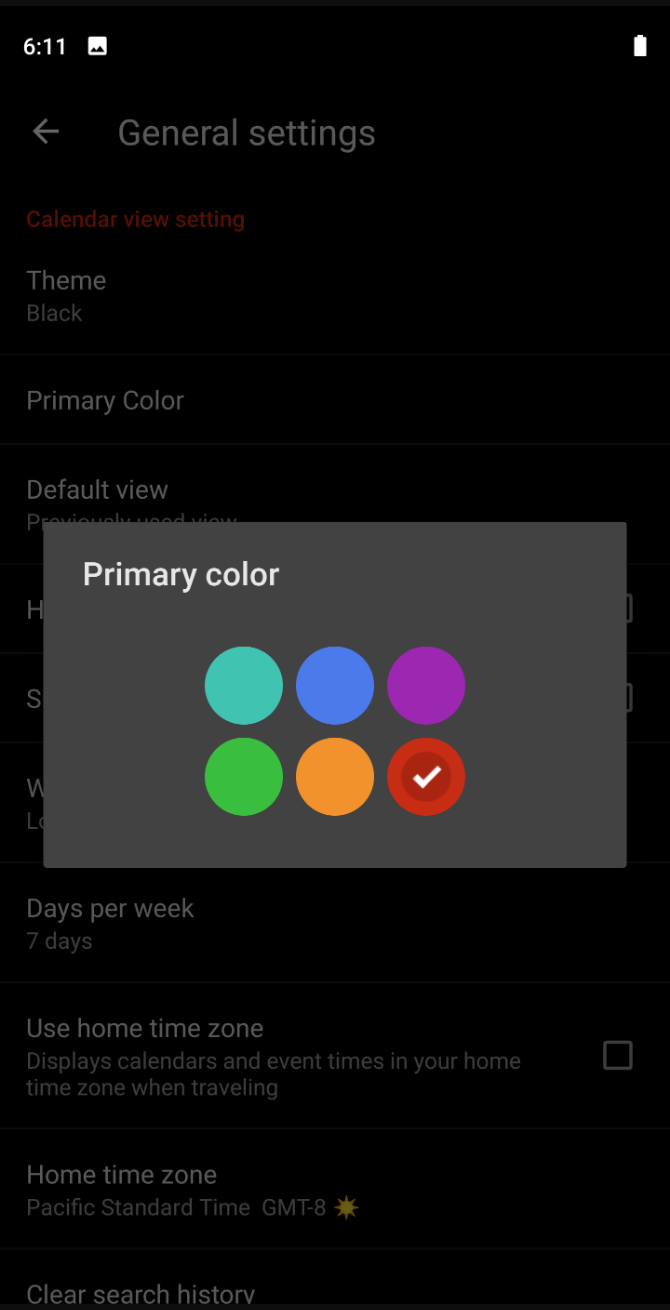 6:11
General settings
Calendar view setting
Theme
Black
Primary Color
Default view
Previously used view
H
Primary color
S
W
Lo
Days per week
7 days
Use home time zone
Displays calendars and event times in your home
time zone when traveling
Home time zone
Pacific Standard Time GMT-8
Clear search history